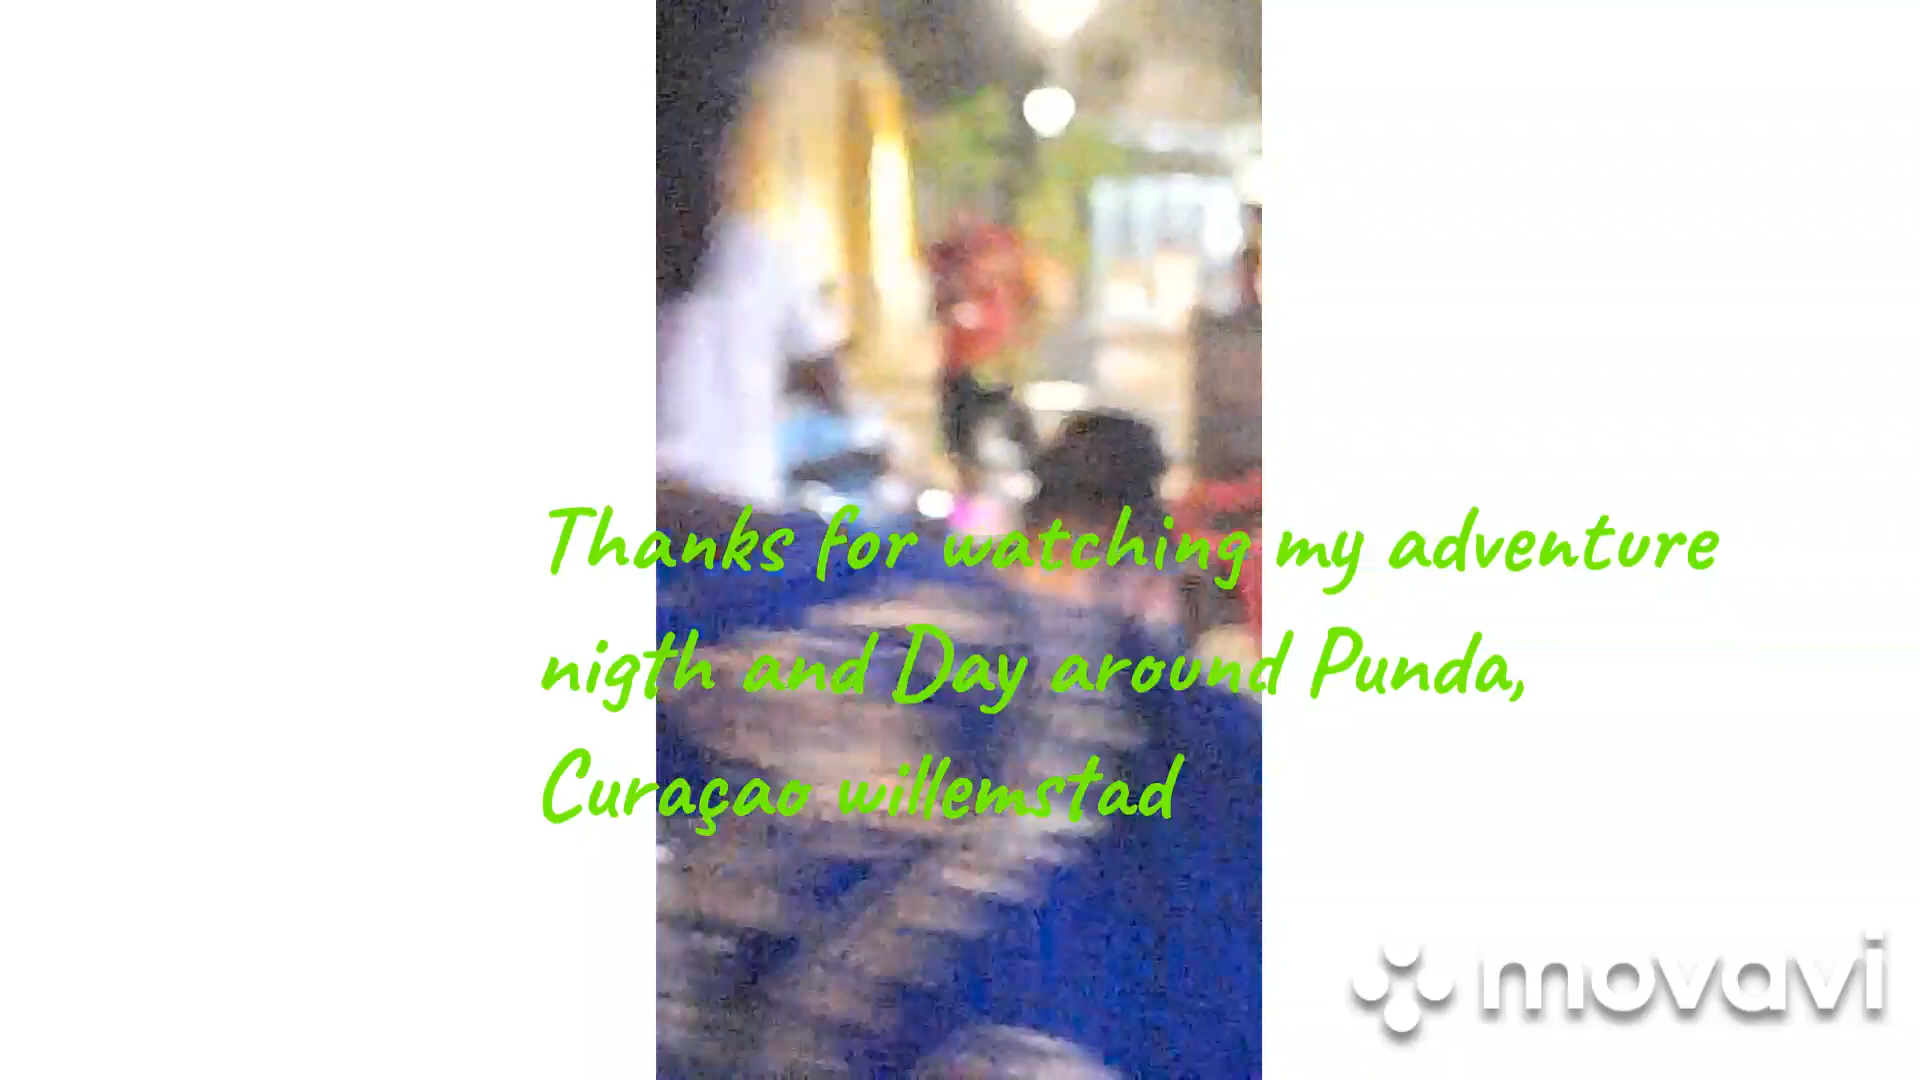 Thanks for watching my adventure
nigth and Day around Punda,
Curaçao willemstad
movavi